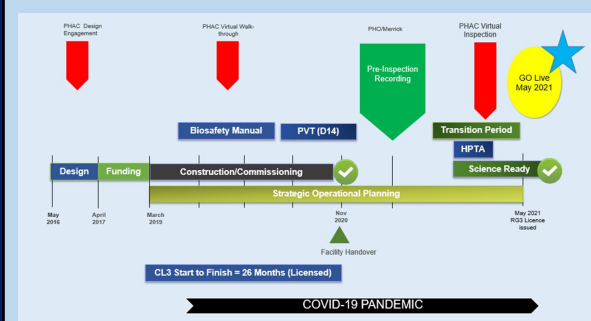 PHAC Design
Engagement
PHAC Virtual Walk-
through
PHO/Merrick
PHAC Virtual
Inspection
Pre-Inspection
Recording
GO Live
May 2021
Biosafety Manual
PVT (D14)
Transition Period
HPTA
Design
Funding
Construction/Commissioning
Science Ready
Strategic Operational Planning
May
2016
April
2017
March
2019
Nov
2020
May 2021
RG3 Licence
issued
Facility Handover
CL3 Start to Finish = 26 Months (Licensed)
COVID-19 PANDEMIC